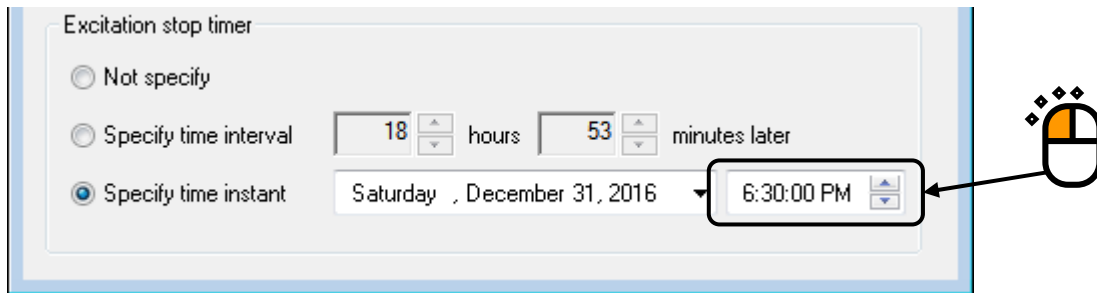 Excitation stop timer
Not specify
Specify time interval 18 hours 53 minutes later
Specify time instant Saturday , December 31, 2016 6:30:00 PM